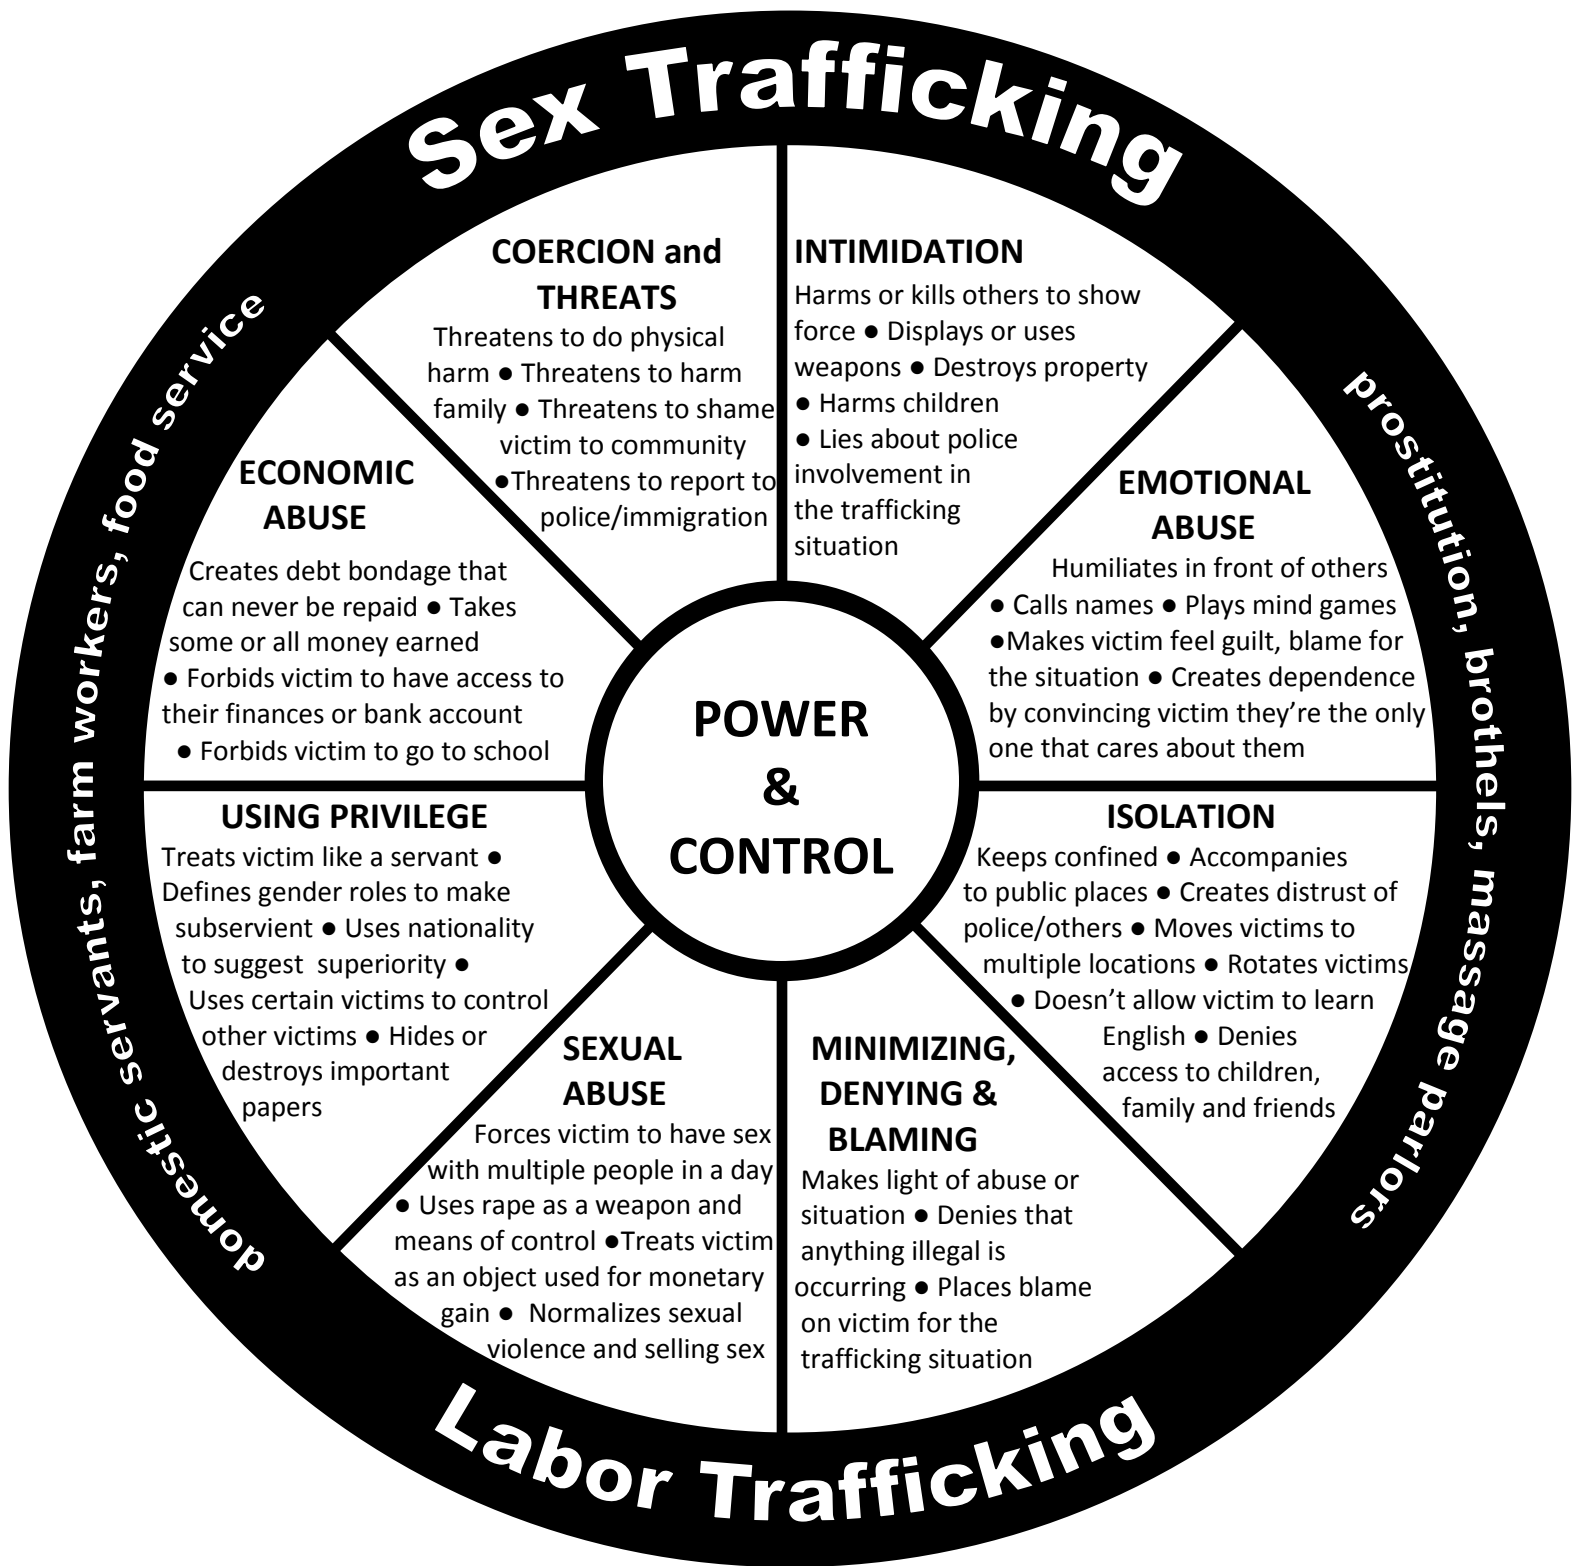 Sex Trafficking
prostitution, brothels, massage parlors
Labor Trafficking
domestic servants, farm workers, food service
POWER
&
CONTROL
COERCION and
THREATS
Threatens to do physical
harm ● Threatens to harm
family ● Threatens to shame
victim to community
●Threatens to report to
police/immigration
INTIMIDATION
Harms or kills others to show
force ● Displays or uses
weapons ● Destroys property
● Harms children
● Lies about police
involvement in
the trafficking
situation
EMOTIONAL
ABUSE
Humiliates in front of others
● Calls names ● Plays mind games
●Makes victim feel guilt, blame for
the situation ● Creates dependence
by convincing victim they’re the only
one that cares about them
ISOLATION
Keeps confined ● Accompanies
to public places ● Creates distrust of
police/others ● Moves victims to
multiple locations ● Rotates victims
● Doesn’t allow victim to learn
English ● Denies
access to children,
family and friends
MINIMIZING,
DENYING &
BLAMING
Makes light of abuse or
situation ● Denies that
anything illegal is
occurring ● Places blame
on victim for the
trafficking situation
SEXUAL
ABUSE
Forces victim to have sex
with multiple people in a day
● Uses rape as a weapon and
means of control ●Treats victim
as an object used for monetary
gain ● Normalizes sexual
violence and selling sex
USING PRIVILEGE
Treats victim like a servant ●
Defines gender roles to make
subservient ● Uses nationality
to suggest superiority ●
Uses certain victims to control
other victims ● Hides or
destroys important
papers
ECONOMIC
ABUSE
Creates debt bondage that
can never be repaid ● Takes
some or all money earned
● Forbids victim to have access to
their finances or bank account
● Forbids victim to go to school